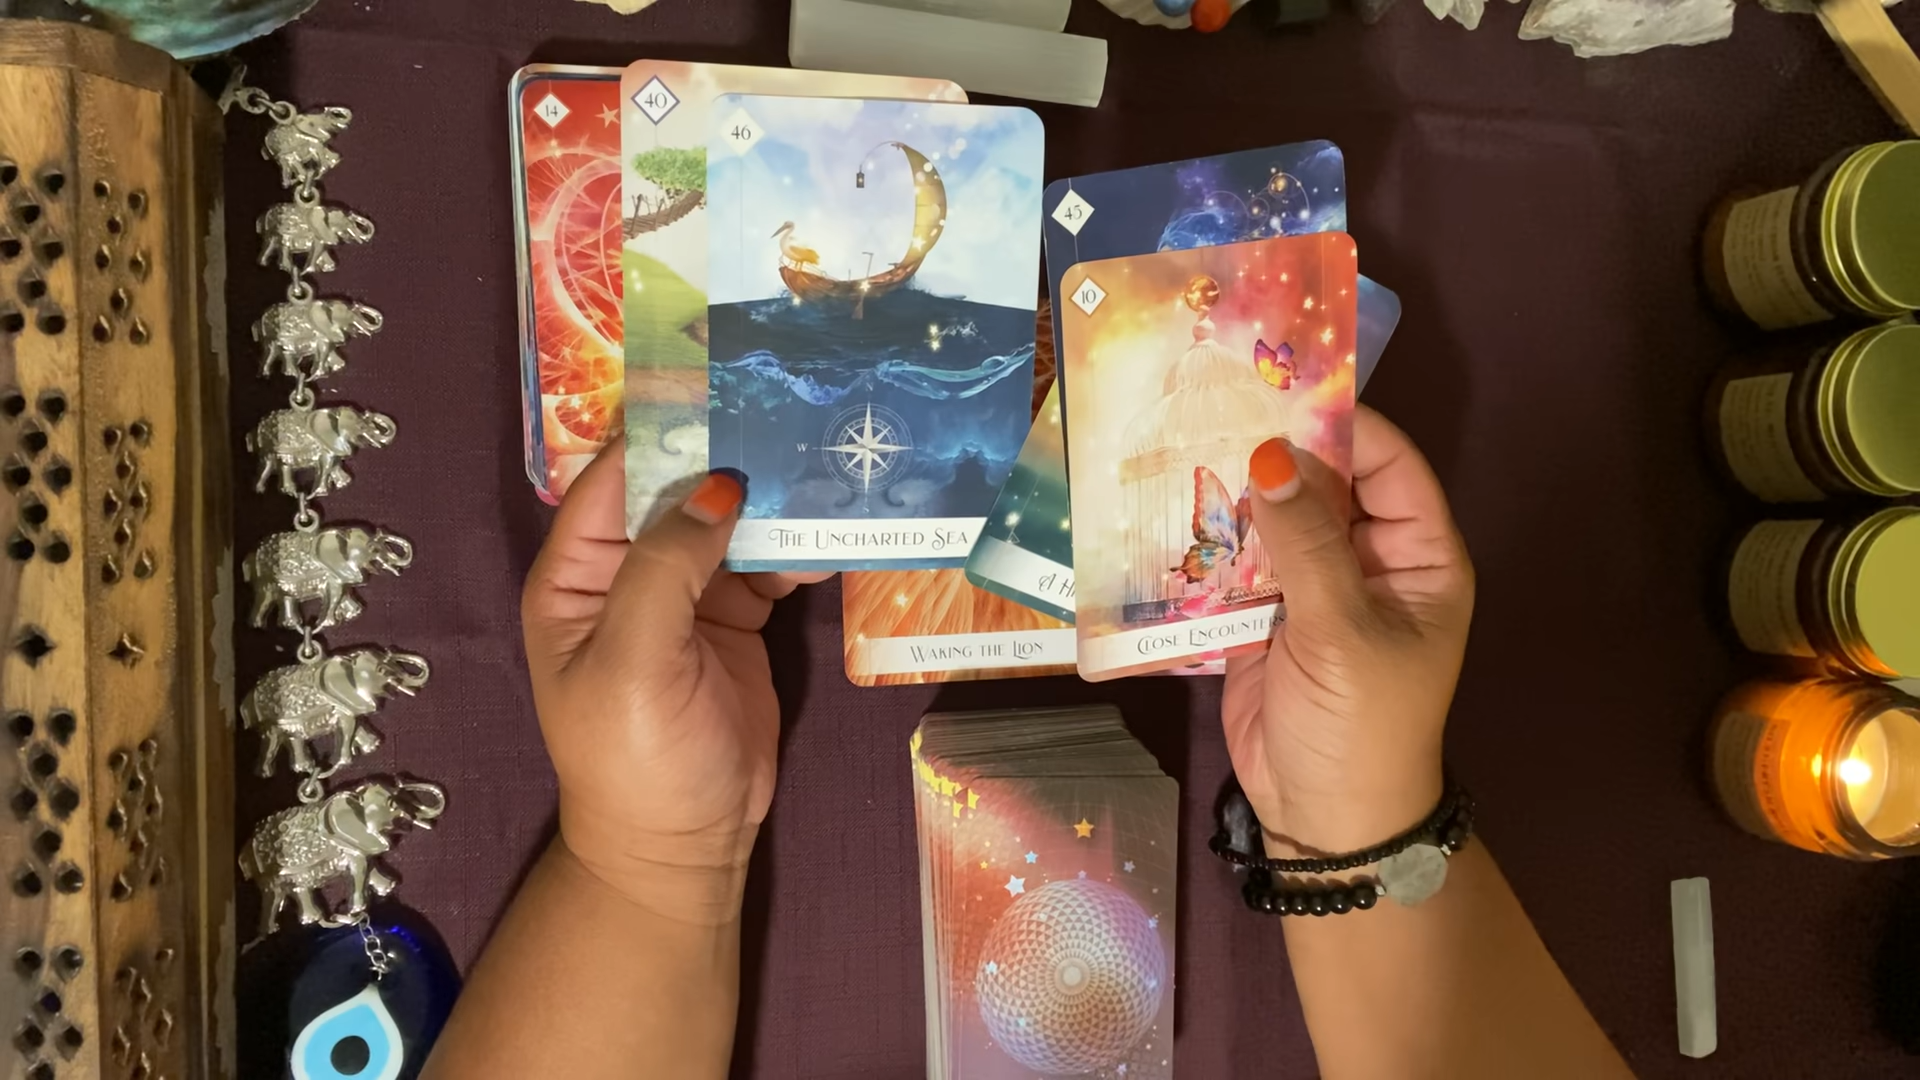 14
40
46
N
W
S
THE UNCHARTED SEA
45
10
A
CLOSE ENCOUNTERS
WAKING THE LION